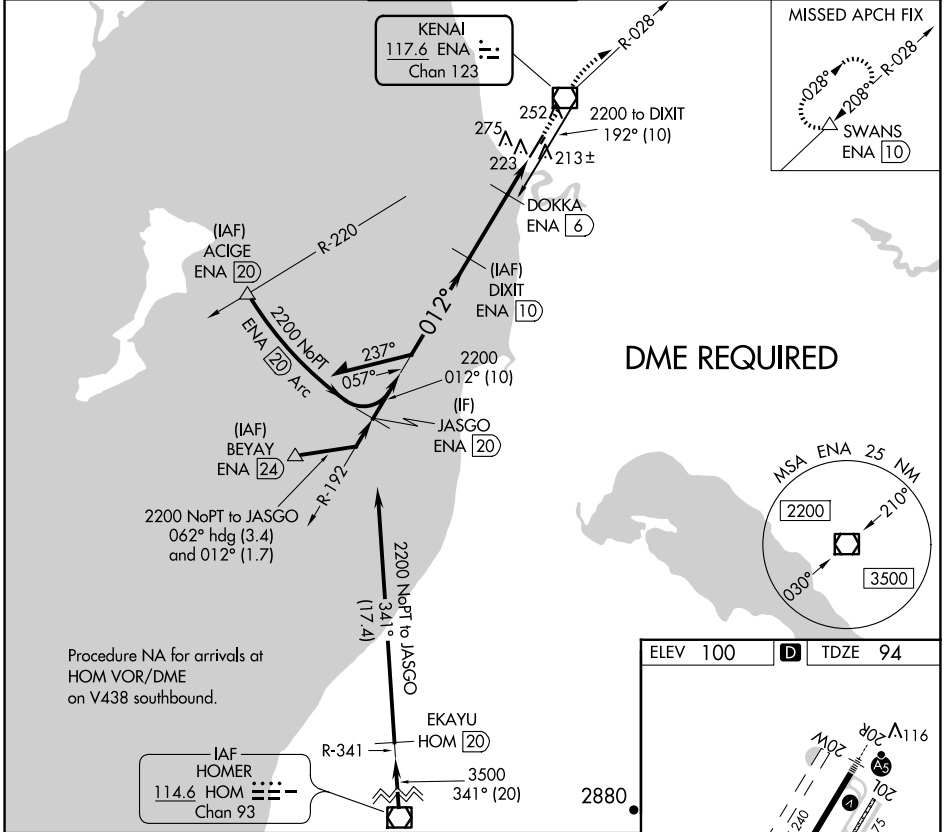 KENAI
117.6 ENA
Chan 123
R-028
MISSED APCH FIX
028°
208°
R-028
SWANS
ENA 10
252
2200 to DIXIT
192° (10)
275
223
213±
DOKKA
ENA 6
(IAF)
ACIGE
ENA 20
R-220
(IAF)
DIXIT
ENA 10
012°
2200 NoPT
ENA 20 Arc
237°
057°
2200
012° (10)
DME REQUIRED
(IF)
JASGO
ENA 20
(IAF)
BEYAY
ENA 24
R-192
2200 NoPT to JASGO
062° hdg (3.4)
and 012° (1.7)
MSA ENA 25 NM
2200
210°
030°
3500
2200 NoPT to JASGO
341°
(17.4)
Procedure NA for arrivals at
HOM VOR/DME
on V438 southbound.
ELEV 100 D TDZE 94
EKAYU
HOM 20
R-341
3500
341° (20)
IAF
HOMER
114.6 HOM
Chan 93
2880
20W
20R
116
A5
20L
240
75